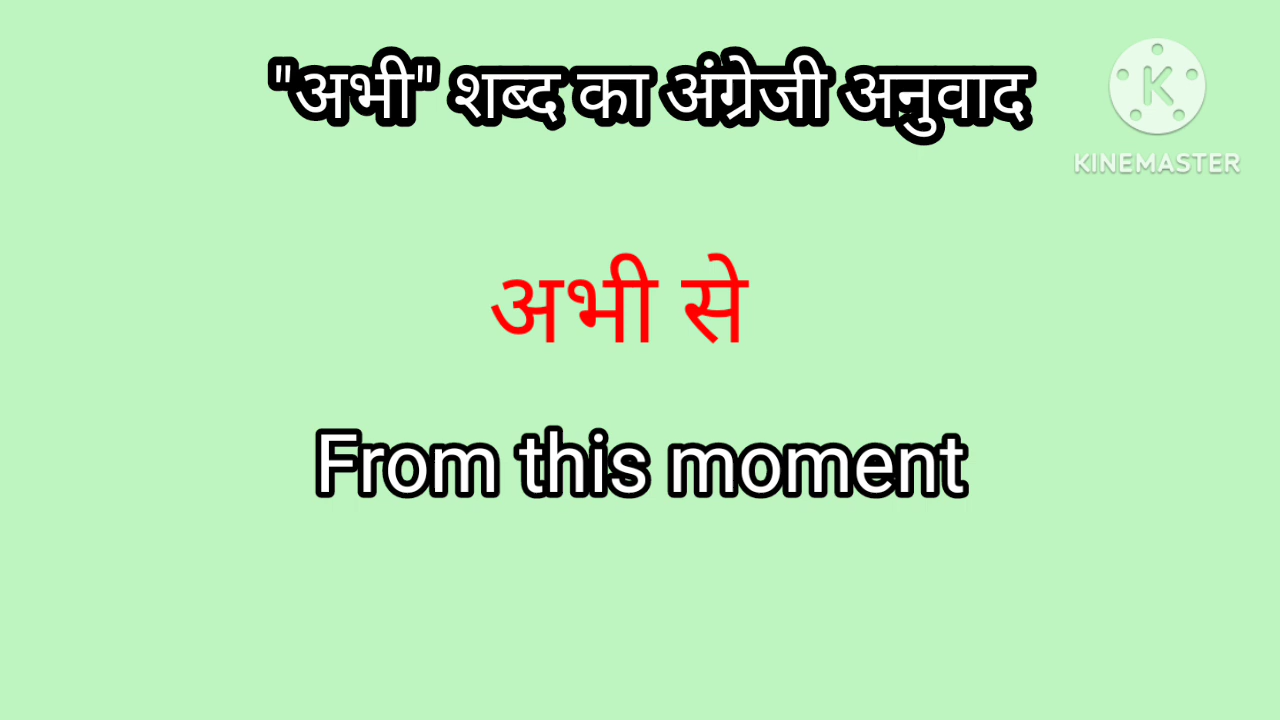 "अभी" शब्द का अंग्रेजी अनुवाद
K
KINEMASTER
अभी से
From this moment